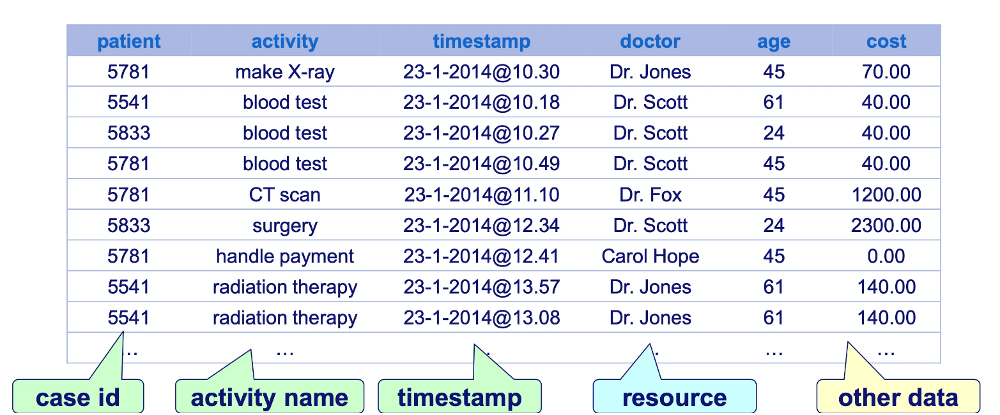 patient activity timestamp doctor age cost
5781 make X-ray 23-1-2014@10.30 Dr. Jones 45 70.00
5541 blood test 23-1-2014@10.18 Dr. Scott 61 40.00
5833 blood test 23-1-2014@10.27 Dr. Scott 24 40.00
5781 blood test 23-1-2014@10.49 Dr. Scott 45 40.00
5781 CT scan 23-1-2014@11.10 Dr. Fox 45 1200.00
5833 surgery 23-1-2014@12.34 Dr. Scott 24 2300.00
5781 handle payment 23-1-2014@12.41 Carol Hope 45 0.00
5541 radiation therapy 23-1-2014@13.57 Dr. Jones 61 140.00
5541 radiation therapy 23-1-2014@13.08 Dr. Jones 61 140.00
... ... . . ... ...
case id activity name timestamp resource other data